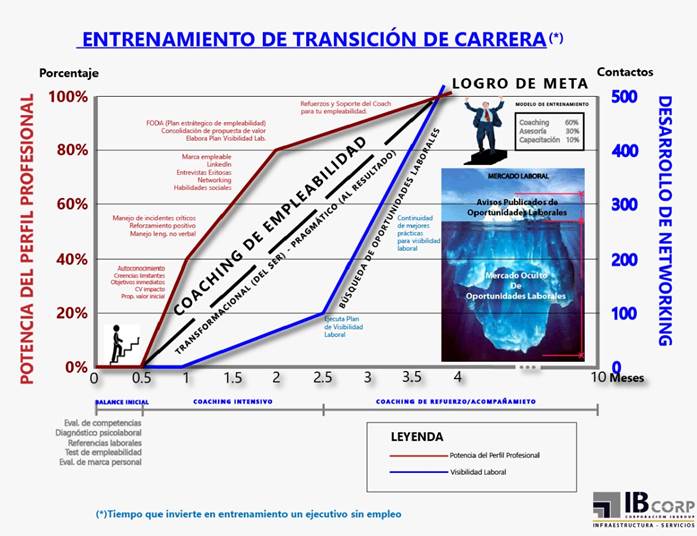 ENTRENAMIENTO DE TRANSICIÓN DE CARRERA(*)
Porcentaje
Contactos
LOGRO DE META
POTENCIA DEL PERFIL PROFESIONAL
DESARROLLO DE NETWORKING
100%
80%
60%
40%
20%
0%
500
400
300
200
100
0
Refuerzos y Soporte del Coach
para tu empleabilidad.
FODA (Plan estrátegico de empleabilidad)
Consolidación de propuesta de valor
Elabora Plan Visibilidad Lab.
Marca empleable
LinkedIn
Entrevistas Exitosas
Networking
Habilidades sociales
Manejo de incidentes críticos
Reforzamiento positivo
Manejo leng. no verbal
Autoconocimiento
Creencias limitantes
Objetivos inmediatos
CV impacto
Prop. valor inicial
COACHING DE EMPLEABILIDAD
TRANSFORMACIONAL (DEL SER) - PRAGMÁTICO (AL RESULTADO)
BÚSQUEDA DE OPORTUNIDADES LABORALES
Continuidad
de mejores
prácticas
para visibilidad
laboral
Ejecuta Plan
de Visibilidad
Laboral
MODELO DE ENTRENAMIENTO
Coaching 60%
Asesoría 30%
Capacitación 10%
MERCADO LABORAL
Avisos Publicados de
Oportunidades Laborales
Mercado Oculto
De
Oportunidades Laborales
0 0.5 1 1.5 2 2.5 3 3.5 4 10 Meses
BALANCE INICIAL COACHING INTENSIVO COACHING DE REFUERZO/ACOMPAÑAMIETO
Eval. de competencias
Diagnóstico psicolaboral
Referencias laborales
Test de empleabilidad
Eval. de marca personal
LEYENDA
Potencia del Perfil Profesional
Visibilidad Laboral
(*)Tiempo que invierte en entrenamiento un ejecutivo sin empleo
IBCORP
CORPORACIÓN IBGROUP
INFRAESTRUCTURA - SERVICIOS